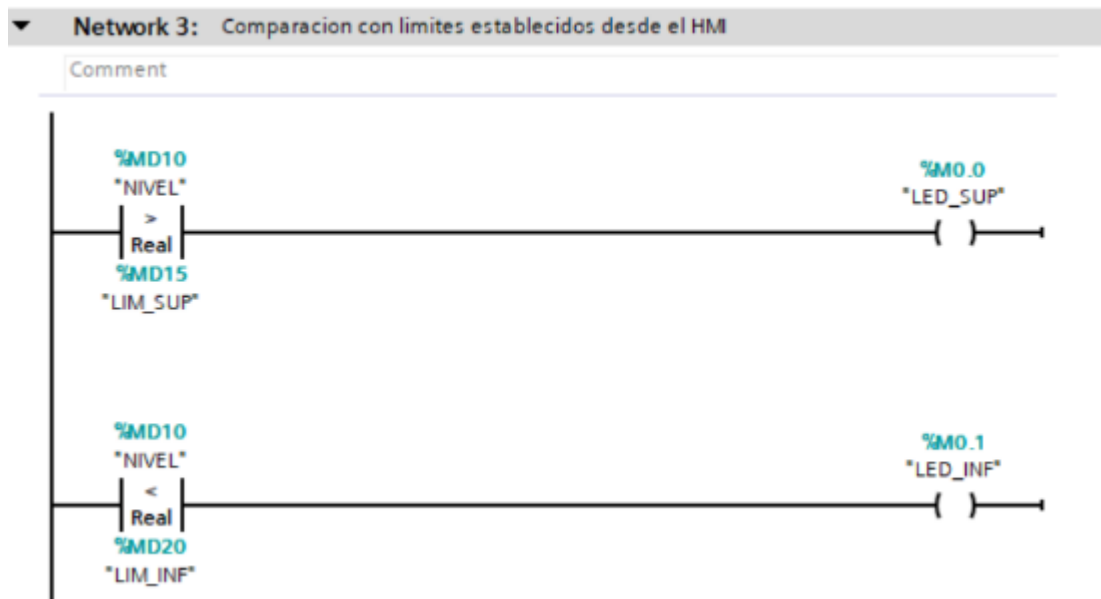 Network 3: Comparacion con limites establecidos desde el HMI
Comment
%MD10
"NIVEL"
>
Real
%MD15
"LIM_SUP"
%M0.0
"LED_SUP"
( )
%MD10
"NIVEL"
<
Real
%MD20
"LIM_INF"
%M0.1
"LED_INF"
( )